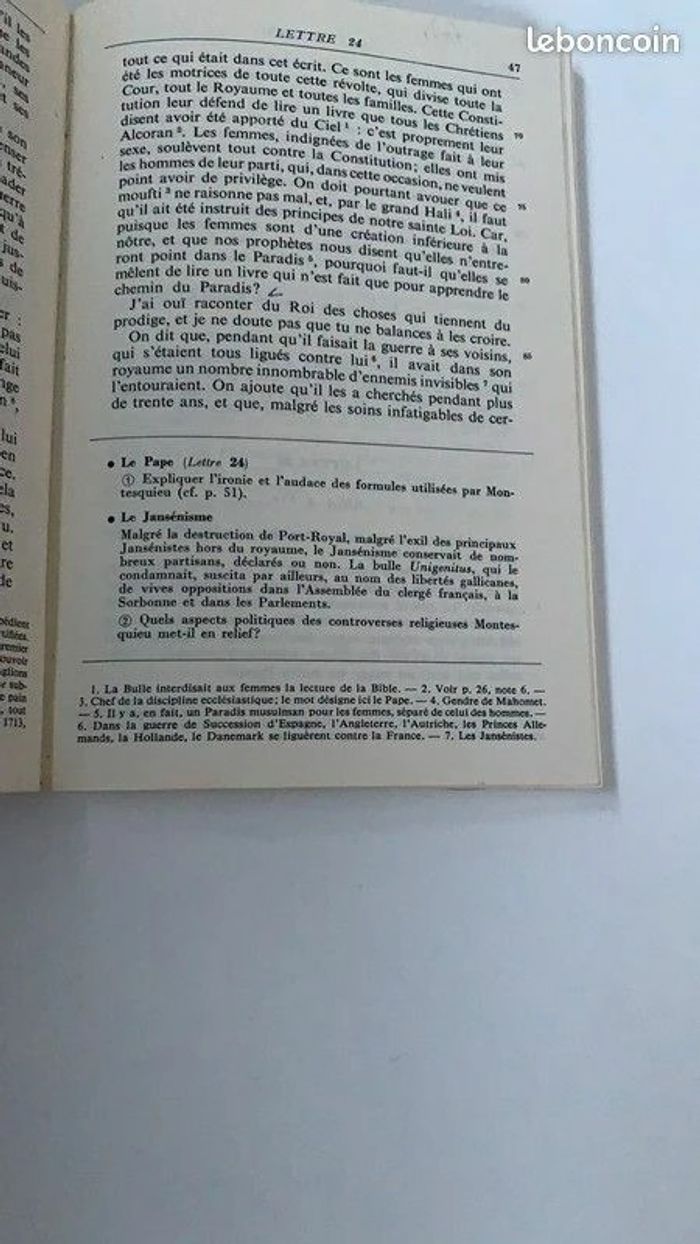 leboncoin
LETTRE 24
47
tout ce qui était dans cet écrit. Ce sont les femmes qui ont
été les motrices de toute cette révolte, qui divise toute la
Cour, tout le Royaume et toutes les familles. Cette Consti-
tution leur défend de lire un livre que tous les Chrétiens 70
disent avoir été apporté du Ciel 1 : c'est proprement leur
Alcoran 2. Les femmes, indignées de l'outrage fait à leur
sexe, soulèvent tout contre la Constitution; elles ont mis
les hommes de leur parti, qui, dans cette occasion, ne veulent
point avoir de privilège. On doit pourtant avouer que ce 75
moufti 3 ne raisonne pas mal, et, par le grand Hali 4, il faut
qu'il ait été instruit des principes de notre sainte Loi. Car,
puisque les femmes sont d'une création inférieure à la
nôtre, et que nos prophètes nous disent qu'elles n'entre-
ront point dans le Paradis 5, pourquoi faut-il qu'elles se 80
mêlent de lire un livre qui n'est fait que pour apprendre le
chemin du Paradis?
J'ai ouï raconter du Roi des choses qui tiennent du
prodige, et je ne doute pas que tu ne balances à les croire.
On dit que, pendant qu'il faisait la guerre à ses voisins, 85
qui s'étaient tous ligués contre lui 6, il avait dans son
royaume un nombre innombrable d'ennemis invisibles 7 qui
l'entouraient. On ajoute qu'il les a cherchés pendant plus
de trente ans, et que, malgré les soins infatigables de cer-
• Le Pape (Lettre 24)
① Expliquer l'ironie et l'audace des formules utilisées par Mon-
tesquieu (cf. p. 51).
• Le Jansénisme
Malgré la destruction de Port-Royal, malgré l'exil des principaux
Jansénistes hors du royaume, le Jansénisme conservait de nom-
breux partisans, déclarés ou non. La bulle Unigenitus, qui le
condamnait, suscita par ailleurs, au nom des libertés gallicanes,
de vives oppositions dans l'Assemblée du clergé français, à la
Sorbonne et dans les Parlements.
② Quels aspects politiques des controverses religieuses Montes-
quieu met-il en relief?
1. La Bulle interdisait aux femmes la lecture de la Bible. — 2. Voir p. 26, note 6. —
3. Chef de la discipline ecclésiastique; le mot désigne ici le Pape. — 4. Gendre de Mahomet.
— 5. Il y a, en fait, un Paradis musulman pour les femmes, séparé de celui des hommes. —
6. Dans la guerre de Succession d'Espagne, l'Angleterre, l'Autriche, les Princes Alle-
mands, la Hollande, le Danemark se liguèrent contre la France. — 7. Les Jansénistes.